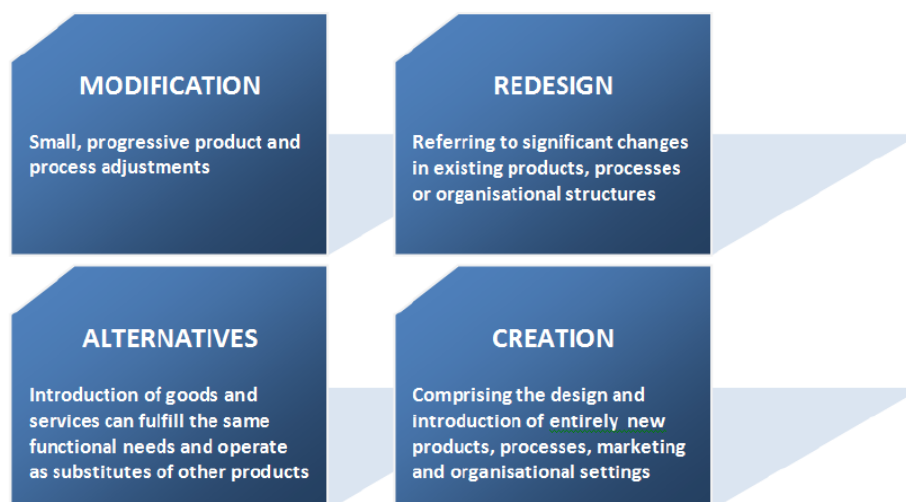 MODIFICATION
Small, progressive product and
process adjustments
REDESIGN
Referring to significant changes
in existing products, processes
or organisational structures
ALTERNATIVES
Introduction of goods and
services can fulfill the same
functional needs and operate
as substitutes of other products
CREATION
Comprising the design and
introduction of entirely new
products, processes, marketing
and organisational settings